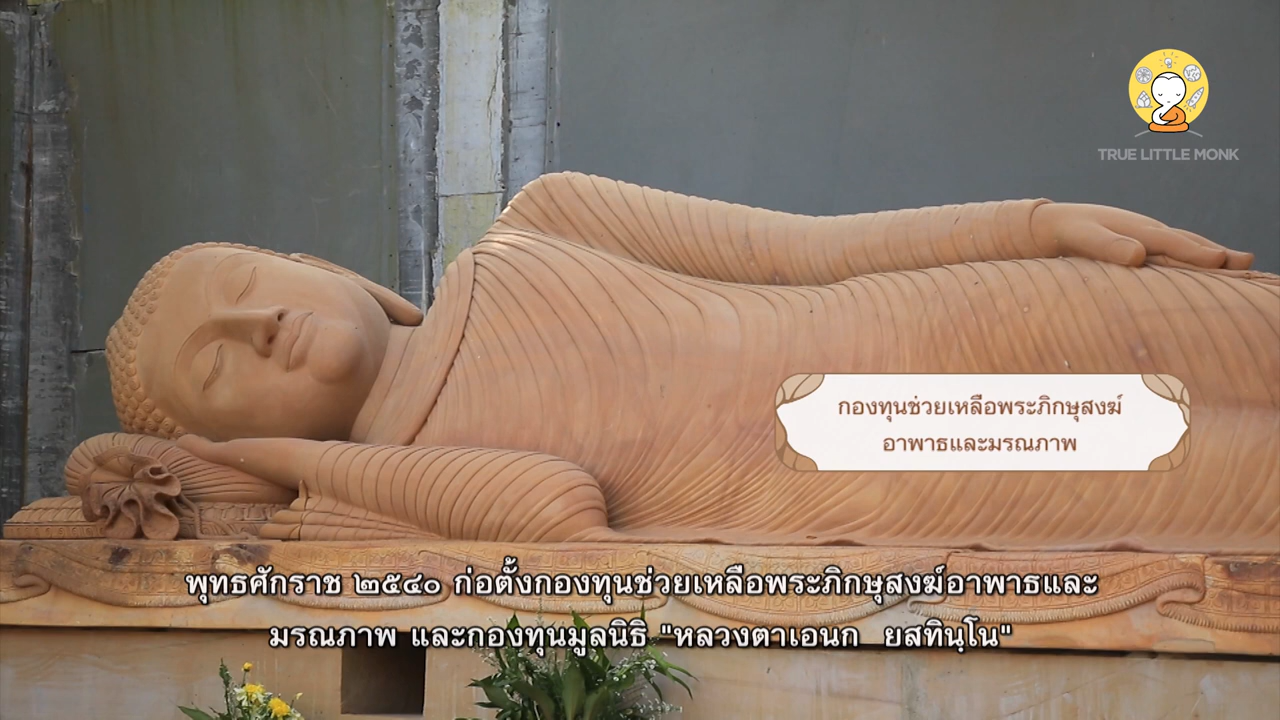 TRUE LITTLE MONK
กองทุนช่วยเหลือพระภิกษุสงฆ์
อาพาธและมรณภาพ
พุทธศักราช ๒๕๔๐ ก่อตั้งกองทุนช่วยเหลือพระภิกษุสงฆ์อาพาธและ
มรณภาพ และกองทุนมูลนิธิ "หลวงตาเอนก ยสทินฺโน"